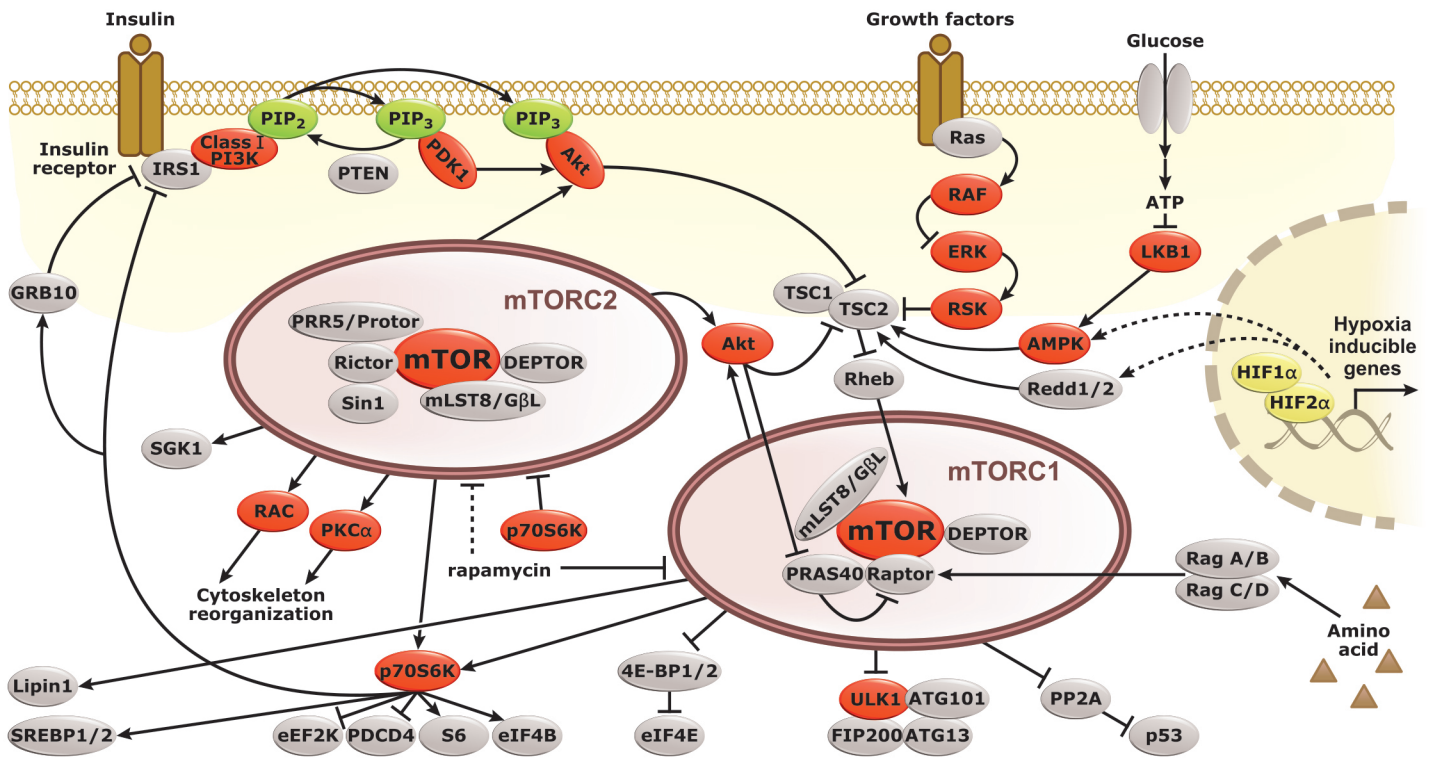 Insulin
Growth factors
Glucose
PIP2
PIP3
PIP3
Class I
PI3K
PDK1
Akt
Insulin
receptor
IRS1
PTEN
Ras
RAF
ATP
ERK
LKB1
GRB10
mTORC2
TSC1
TSC2
RSK
PRR5/Protor
Akt
AMPK
Hypoxia
inducible
genes
Rictor
mTOR
DEPTOR
Rheb
Redd1/2
HIF1α
HIF2α
Sin1
mLST8/GβL
SGK1
mTORC1
mLST8/GβL
RAC
PKCα
p70S6K
mTOR
DEPTOR
rapamycin
PRAS40
Raptor
Rag A/B
Rag C/D
Cytoskeleton
reorganization
Amino
acid
Lipin1
p70S6K
4E-BP1/2
ULK1
ATG101
PP2A
SREBP1/2
eEF2K
PDCD4
S6
eIF4B
eIF4E
FIP200
ATG13
p53